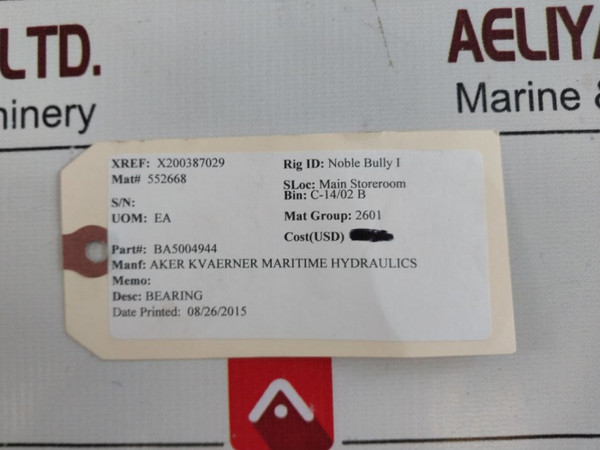 LTD.
AELIYA
hinery
Marine &
XREF: X200387029
Mat# 552668
S/N:
UOM: EA
Part#: BA5004944
Manf: AKER KVAERNER MARITIME HYDRAULICS
Memo:
Desc: BEARING
Date Printed: 08/26/2015
Rig ID: Noble Bully I
SLoc: Main Storeroom
Bin: C-14/02 B
Mat Group: 2601
Cost(USD)